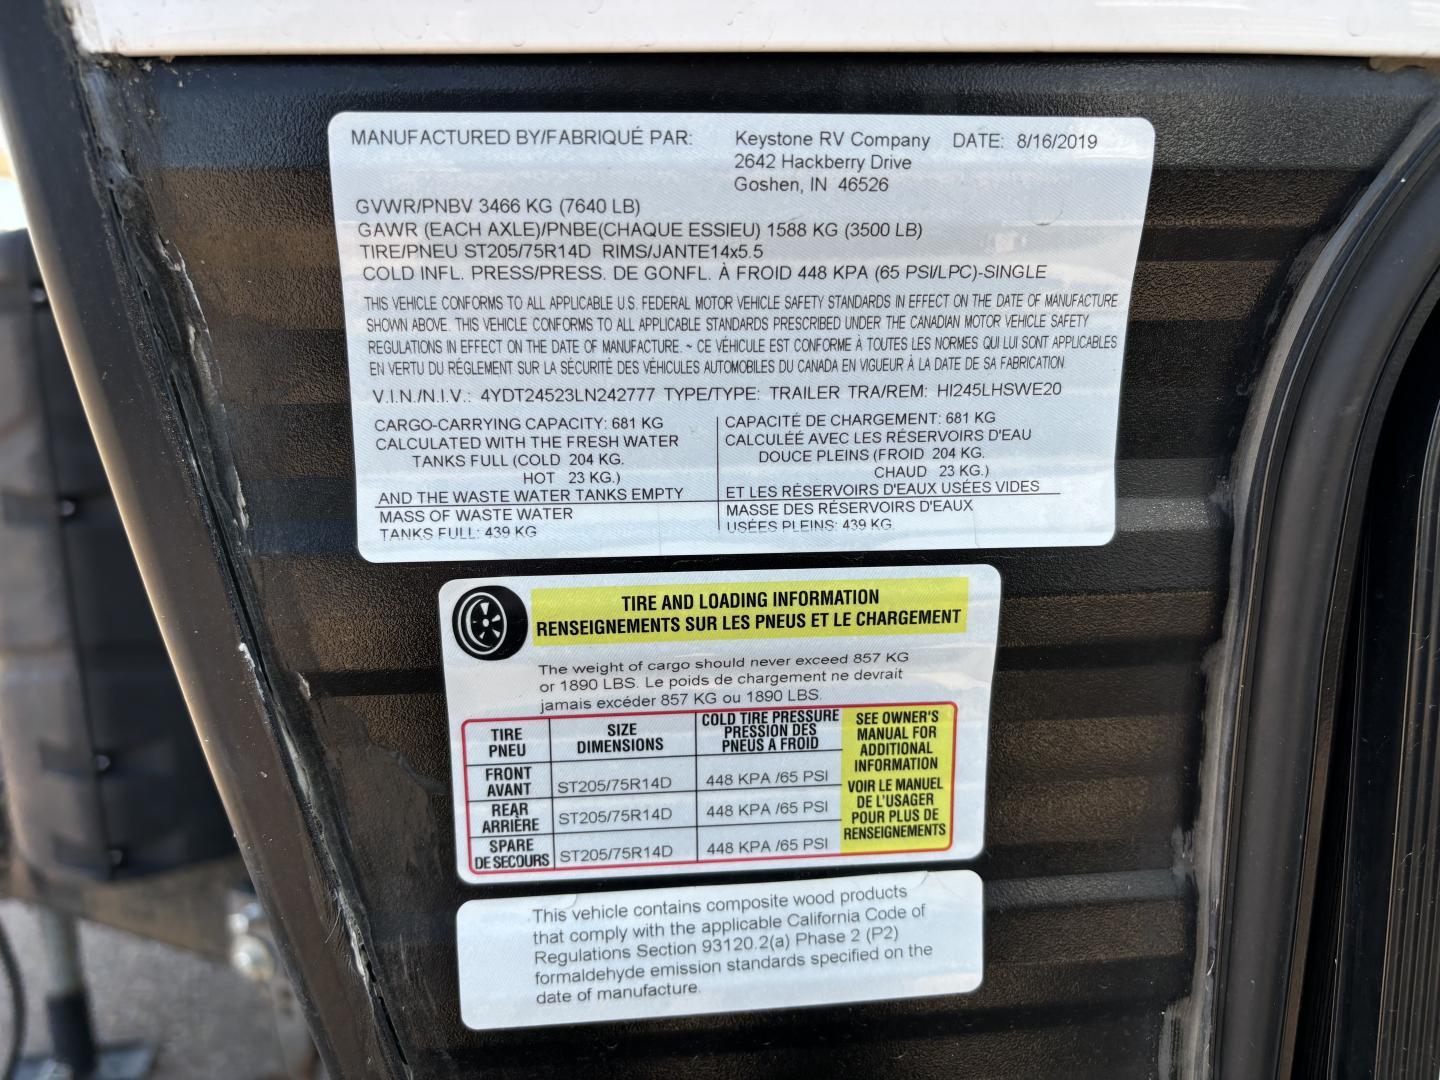 MANUFACTURED BY/FABRIQUÉ PAR: Keystone RV Company DATE: 8/16/2019
2642 Hackberry Drive
Goshen, IN 46526
GVWR/PNBV 3466 KG (7640 LB)
GAWR (EACH AXLE)/PNBE(CHAQUE ESSIEU) 1588 KG (3500 LB)
TIRE/PNEU ST205/75R14D RIMS/JANTE14x5.5
COLD INFL. PRESS/PRESS. DE GONFL. À FROID 448 KPA (65 PSI/LPC)-SINGLE
THIS VEHICLE CONFORMS TO ALL APPLICABLE U.S. FEDERAL MOTOR VEHICLE SAFETY STANDARDS IN EFFECT ON THE DATE OF MANUFACTURE
SHOWN ABOVE. THIS VEHICLE CONFORMS TO ALL APPLICABLE STANDARDS PRESCRIBED UNDER THE CANADIAN MOTOR VEHICLE SAFETY
REGULATIONS IN EFFECT ON THE DATE OF MANUFACTURE. ~ CE VÉHICULE EST CONFORME À TOUTES LES NORMES QUI LUI SONT APPLICABLES
EN VERTU DU RÉGLEMENT SUR LA SÉCURITÉ DES VÉHICULES AUTOMOBILES DU CANADA EN VIGUEUR À LA DATE DE SA FABRICATION.
V.I.N./N.I.V.: 4YDT24523LN242777 TYPE/TYPE: TRAILER TRA/REM: HI245LHSWE20
CARGO-CARRYING CAPACITY: 681 KG
CALCULATED WITH THE FRESH WATER
TANKS FULL (COLD 204 KG.
HOT 23 KG.)
AND THE WASTE WATER TANKS EMPTY
MASS OF WASTE WATER
TANKS FULL: 439 KG
CAPACITÉ DE CHARGEMENT: 681 KG
CALCULÉE AVEC LES RÉSERVOIRS D'EAU
DOUCE PLEINS (FROID 204 KG.
CHAUD 23 KG.)
ET LES RÉSERVOIRS D'EAUX USÉES VIDES
MASSE DES RÉSERVOIRS D'EAUX
USÉES PLEINS: 439 KG.
TIRE AND LOADING INFORMATION
RENSEIGNEMENTS SUR LES PNEUS ET LE CHARGEMENT
The weight of cargo should never exceed 857 KG
or 1890 LBS. Le poids de chargement ne devrait
jamais excéder 857 KG ou 1890 LBS.
TIRE
PNEU
SIZE
DIMENSIONS
COLD TIRE PRESSURE
PRESSION DES
PNEUS A FROID
FRONT
AVANT
ST205/75R14D 448 KPA /65 PSI
REAR
ARRIÈRE
ST205/75R14D 448 KPA /65 PSI
SPARE
DE SECOURS
ST205/75R14D 448 KPA /65 PSI
SEE OWNER'S
MANUAL FOR
ADDITIONAL
INFORMATION
VOIR LE MANUEL
DE L'USAGER
POUR PLUS DE
RENSEIGNEMENTS
This vehicle contains composite wood products
that comply with the applicable California Code of
Regulations Section 93120.2(a) Phase 2 (P2)
formaldehyde emission standards specified on the
date of manufacture.